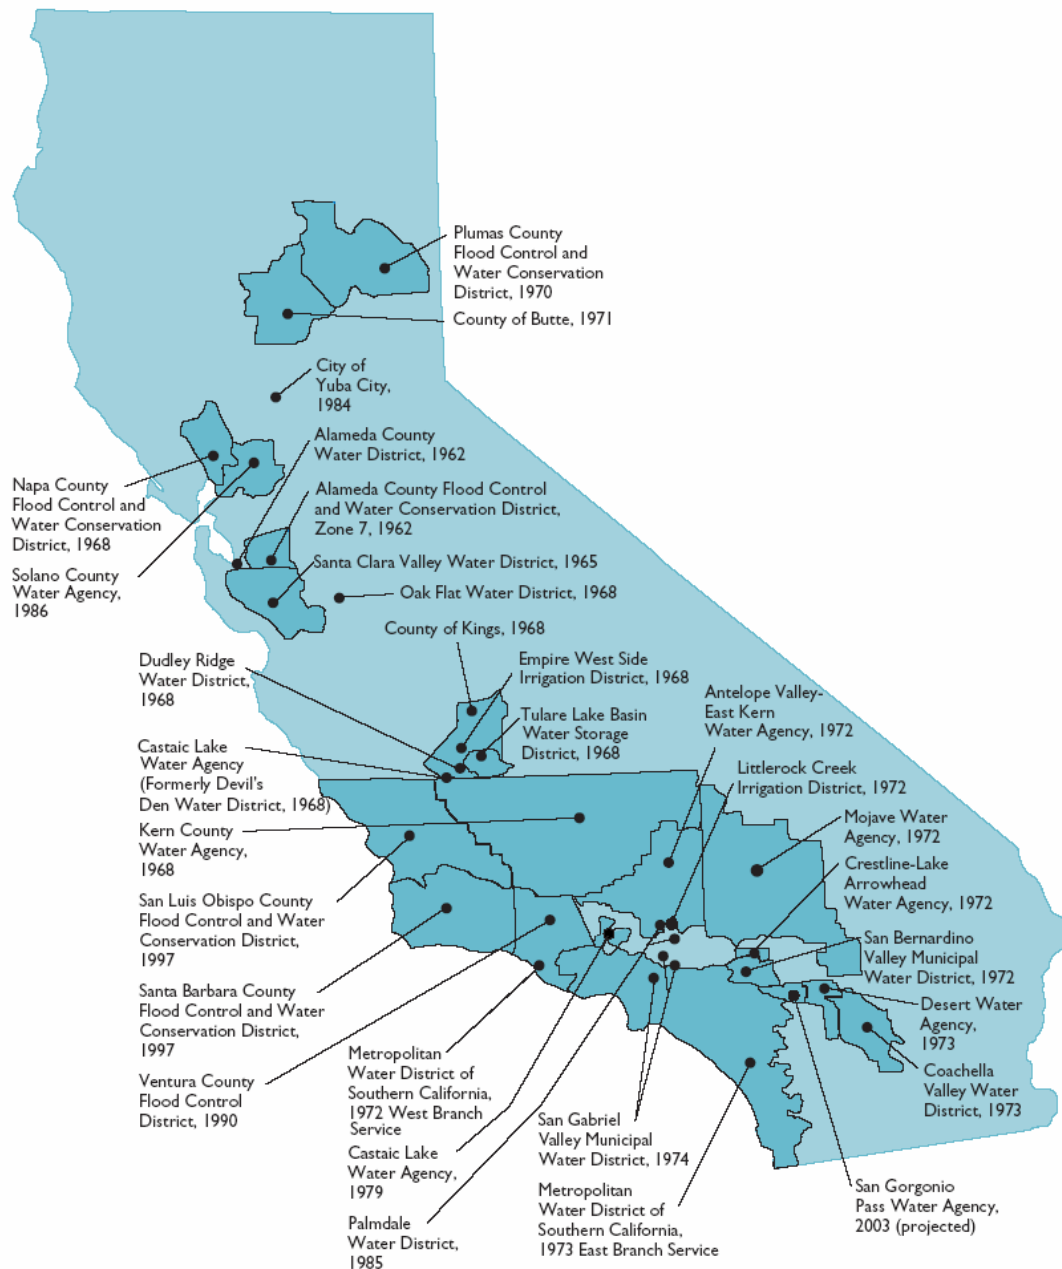 Plumas County
Flood Control and
Water Conservation
District, 1970
County of Butte, 1971
City of
Yuba City,
1984
Alameda County
Water District, 1962
Napa County
Flood Control and
Water Conservation
District, 1968
Alameda County Flood Control
and Water Conservation District,
Zone 7, 1962
Santa Clara Valley Water District, 1965
Solano County
Water Agency,
1986
Oak Flat Water District, 1968
County of Kings, 1968
Dudley Ridge
Water District,
1968
Empire West Side
Irrigation District, 1968
Tulare Lake Basin
Water Storage
District, 1968
Antelope Valley-
East Kern
Water Agency, 1972
Castaic Lake
Water Agency
(Formerly Devil's
Den Water District, 1968)
Littlerock Creek
Irrigation District, 1972
Mojave Water
Agency, 1972
Kern County
Water Agency,
1968
Crestline-Lake
Arrowhead
Water Agency, 1972
San Luis Obispo County
Flood Control and Water
Conservation District,
1997
San Bernardino
Valley Municipal
Water District, 1972
Santa Barbara County
Flood Control and Water
Conservation District,
1997
Desert Water
Agency,
1973
Ventura County
Flood Control
District, 1990
Metropolitan
Water District of
Southern California,
1972 West Branch
Service
Coachella
Valley Water
District, 1973
San Gabriel
Valley Municipal
Water District, 1974
Castaic Lake
Water Agency,
1979
Metropolitan
Water District of
Southern California,
1973 East Branch Service
San Gorgonio
Pass Water Agency,
2003 (projected)
Palmdale
Water District,
1985